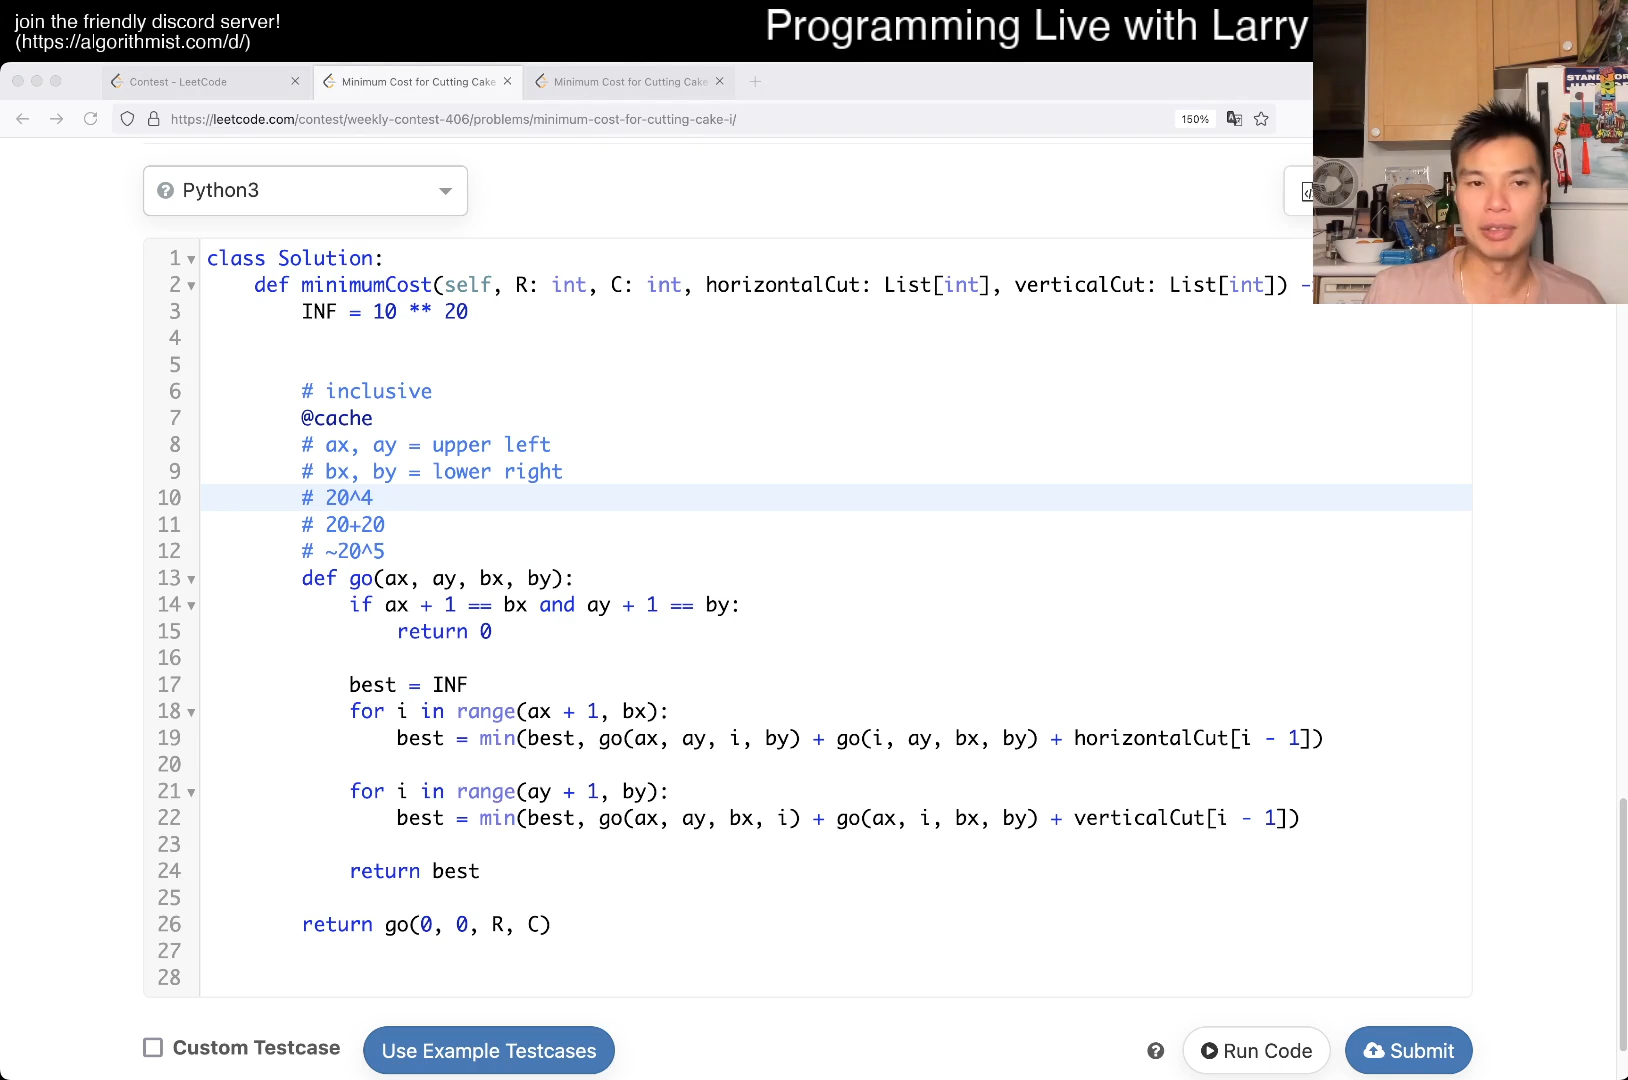 join the friendly discord server!
(https://algorithmist.com/d/)
Programming Live with Larry
Contest - LeetCode
Minimum Cost for Cutting Cake
Minimum Cost for Cutting Cake
https://leetcode.com/contest/weekly-contest-406/problems/minimum-cost-for-cutting-cake-i/
150%
Python3
1 class Solution:
2 def minimumCost(self, R: int, C: int, horizontalCut: List[int], verticalCut: List[int]) -
3 INF = 10 ** 20
4
5
6 # inclusive
7 @cache
8 # ax, ay = upper left
9 # bx, by = lower right
10 # 20^4
11 # 20+20
12 # ~20^5
13 def go(ax, ay, bx, by):
14 if ax + 1 == bx and ay + 1 == by:
15 return 0
16
17 best = INF
18 for i in range(ax + 1, bx):
19 best = min(best, go(ax, ay, i, by) + go(i, ay, bx, by) + horizontalCut[i - 1])
20
21 for i in range(ay + 1, by):
22 best = min(best, go(ax, ay, bx, i) + go(ax, i, bx, by) + verticalCut[i - 1])
23
24 return best
25
26 return go(0, 0, R, C)
27
28
Custom Testcase
Use Example Testcases
Run Code
Submit